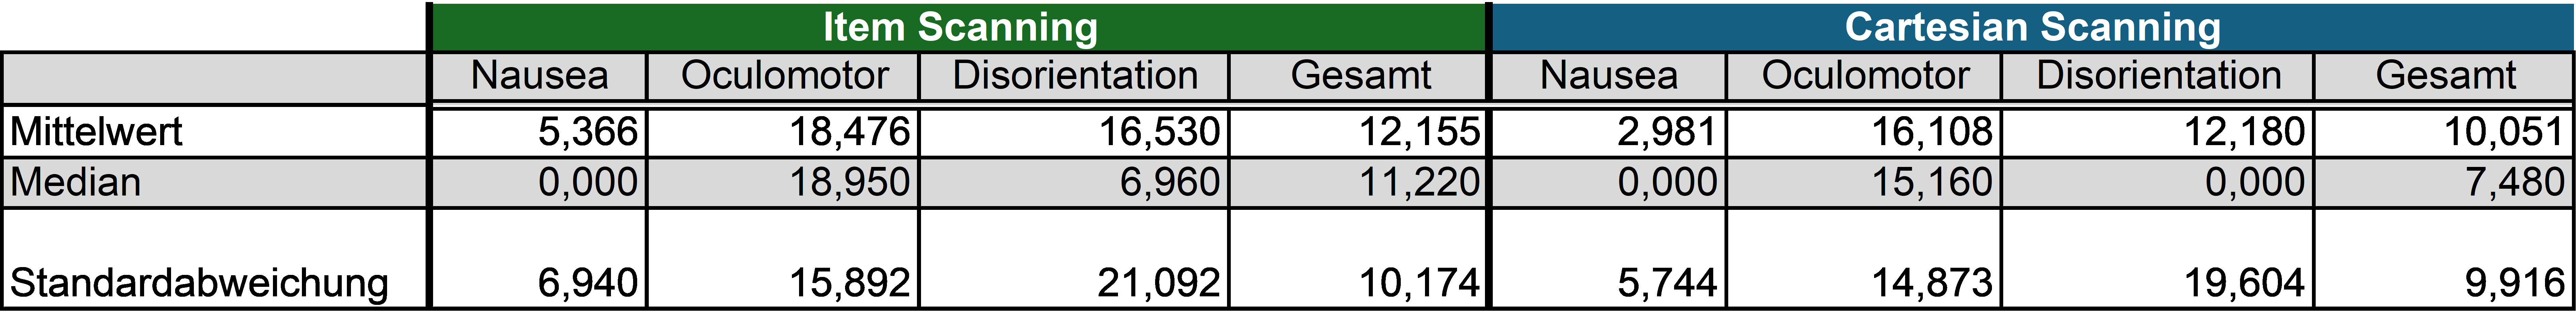 Item Scanning Cartesian Scanning
Nausea Oculomotor Disorientation Gesamt Nausea Oculomotor Disorientation Gesamt
Mittelwert 5,366 18,476 16,530 12,155 2,981 16,108 12,180 10,051
Median 0,000 18,950 6,960 11,220 0,000 15,160 0,000 7,480
Standardabweichung 6,940 15,892 21,092 10,174 5,744 14,873 19,604 9,916